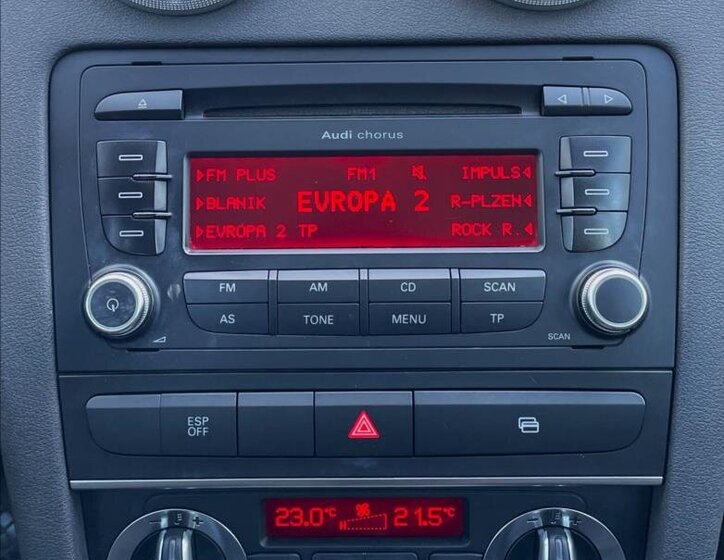 Audi chorus
FM PLUS FM1 IMPULS
BLANIK EVROPA 2 R-PLZEN
EVROPA 2 TP ROCK R.
FM AM CD SCAN
AS TONE MENU TP
SCAN
ESP
OFF
23.0°C 21.5°C